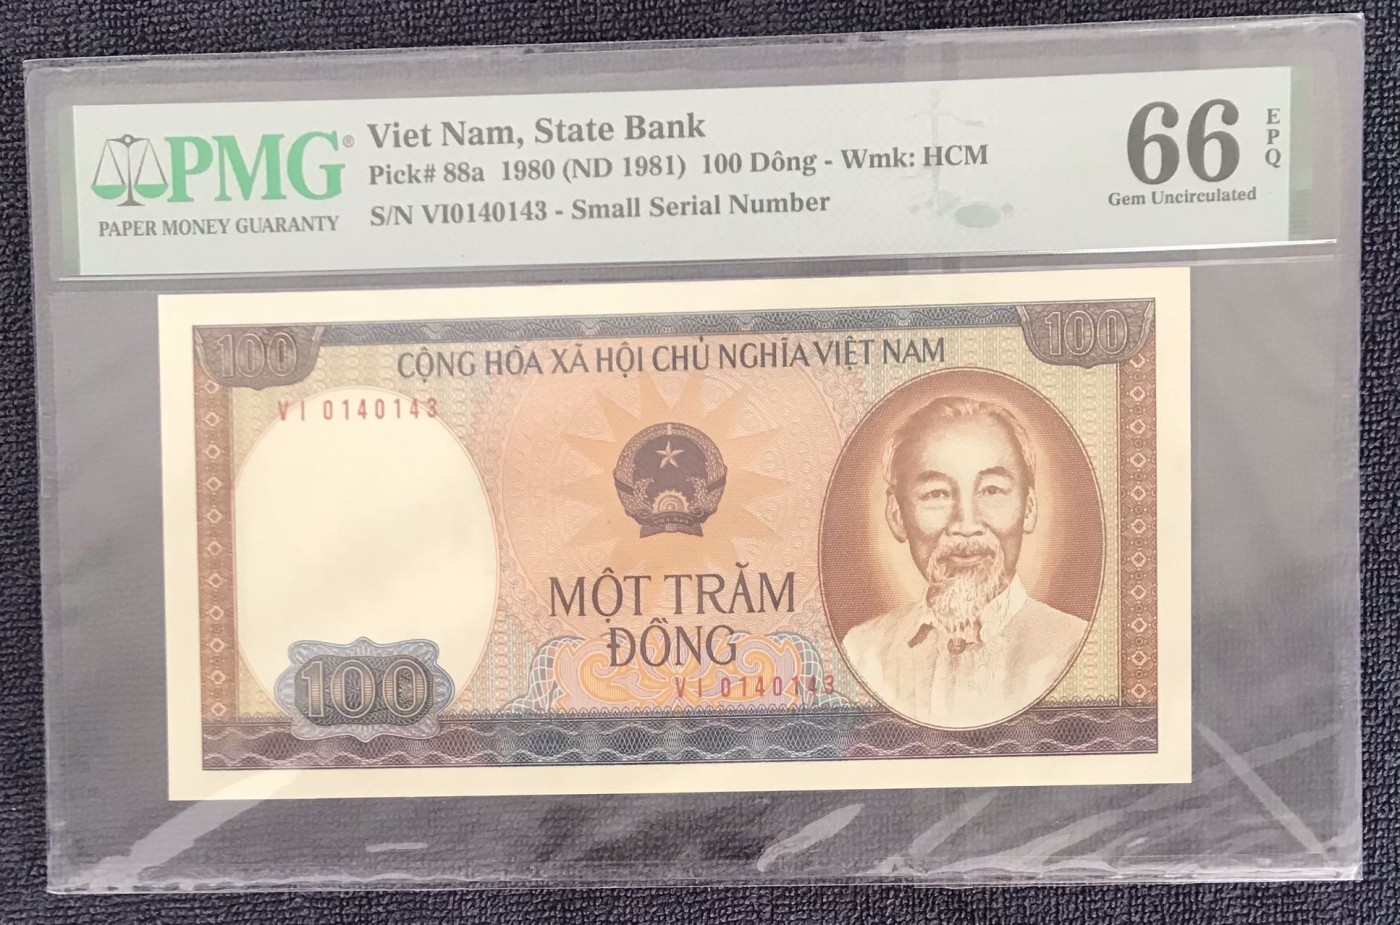 PMG®
PAPER MONEY GUARANTY
Viet Nam, State Bank
Pick# 88a 1980 (ND 1981) 100 Dông - Wmk: HCM
S/N VI0140143 - Small Serial Number
66
EPQ
Gem Uncirculated
100
100
CỘNG HÒA XÃ HỘI CHỦ NGHĨA VIỆT NAM
VI 0140143
VIỆT NAM
MỘT TRĂM
ĐỒNG
VI 0140143
100